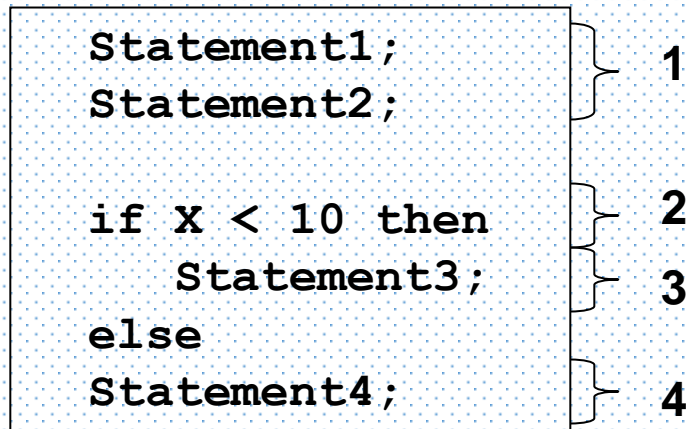 Statement1;
Statement2;
1
if X < 10 then
2
Statement3;
3
else
Statement4;
4